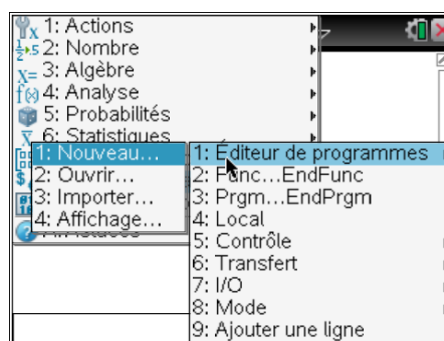 1: Actions
2: Nombre
3: Algèbre
4: Analyse
5: Probabilités
6: Statistiques
1: Nouveau...
2: Ouvrir...
3: Importer...
4: Affichage...
1: Éditeur de programmes
2: Func...EndFunc
3: Prgm...EndPrgm
4: Local
5: Contrôle
6: Transfert
7: I/O
8: Mode
9: Ajouter une ligne